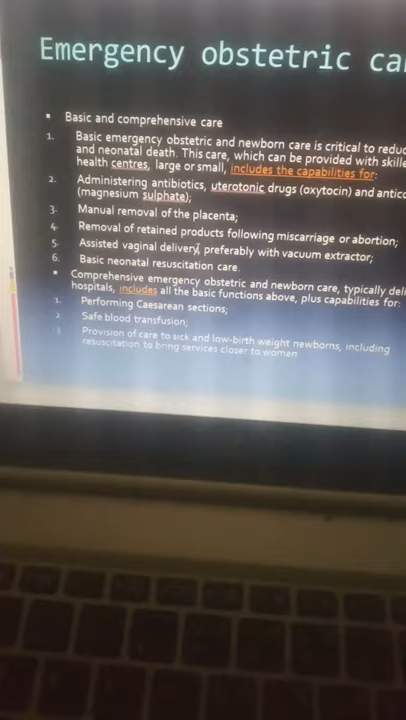 Emergency obstetric
▪ Basic and comprehensive care
1. Basic emergency obstetric and newborn care is critical to
and neonatal death. This care, which can be provided with
health centres, large or small, includes the capabilities for:
2. Administering antibiotics, uterotonic drugs (oxytocin) and
(magnesium sulphate);
3. Manual removal of the placenta;
4. Removal of retained products following miscarriage or abortion;
5. Assisted vaginal delivery, preferably with vacuum extractor;
6. Basic neonatal resuscitation care.
▪ Comprehensive emergency obstetric and newborn care, typically
hospitals, includes all the basic functions above, plus capabilities for:
1. Performing Caesarean sections;
2. Safe blood transfusion;
3. Provision of care to sick and low-birth weight newborns, including
resuscitation to bring services closer to women